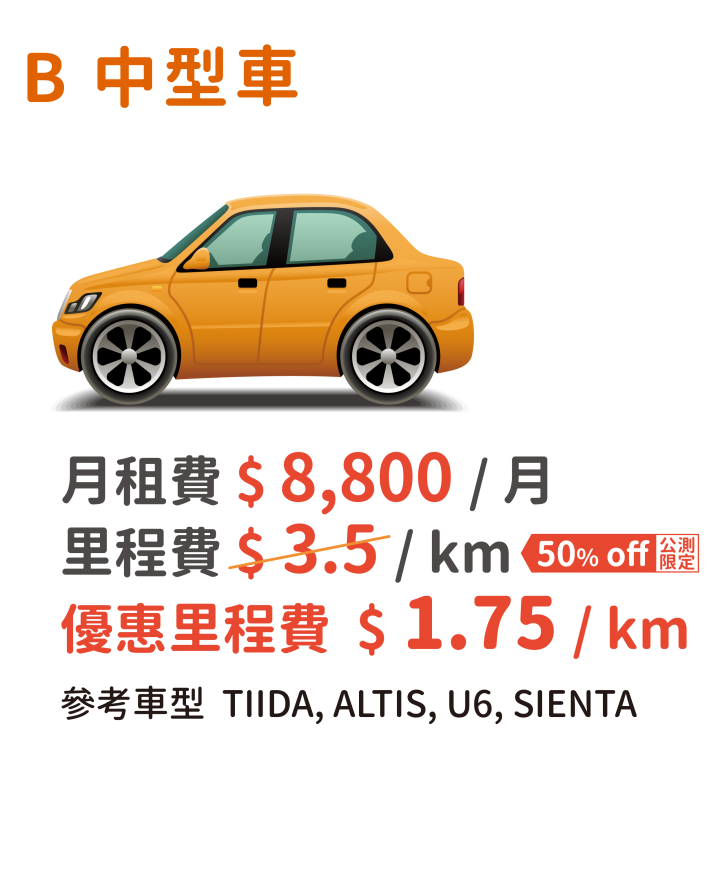 B 中型車
月租費 $ 8,800 / 月
里程費 $ 3.5 / km 50% off 公測限定
優惠里程費 $ 1.75 / km
參考車型 TIIDA, ALTIS, U6, SIENTA